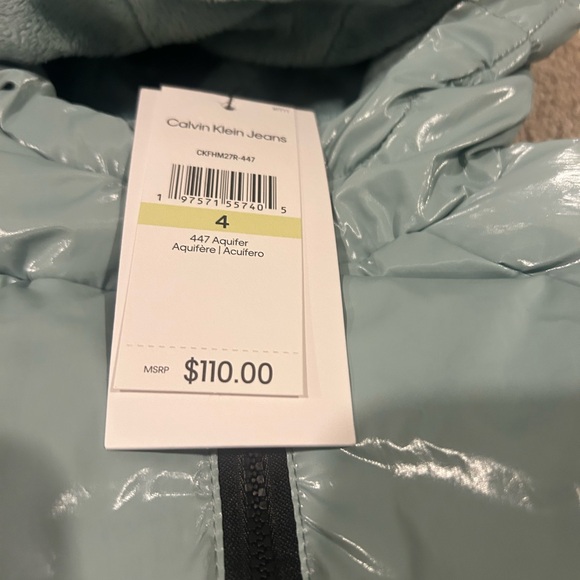 Calvin Klein Jeans
CKFHM27R-447
1 97571 55740 5
4
447 Aquifer
Aquifère | Acuífero
MSRP $110.00